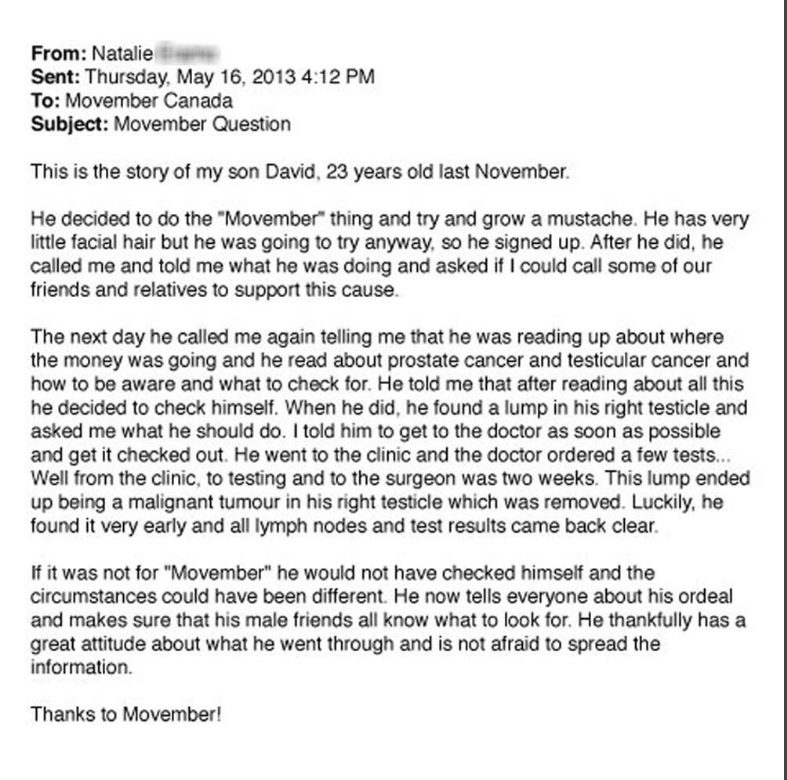 From: Natalie
Sent: Thursday, May 16, 2013 4:12 PM
To: Movember Canada
Subject: Movember Question
This is the story of my son David, 23 years old last November.
He decided to do the "Movember" thing and try and grow a mustache. He has very
little facial hair but he was going to try anyway, so he signed up. After he did, he
called me and told me what he was doing and asked if I could call some of our
friends and relatives to support this cause.
The next day he called me again telling me that he was reading up about where
the money was going and he read about prostate cancer and testicular cancer and
how to be aware and what to check for. He told me that after reading about all this
he decided to check himself. When he did, he found a lump in his right testicle and
asked me what he should do. I told him to get to the doctor as soon as possible
and get it checked out. He went to the clinic and the doctor ordered a few tests...
Well from the clinic, to testing and to the surgeon was two weeks. This lump ended
up being a malignant tumour in his right testicle which was removed. Luckily, he
found it very early and all lymph nodes and test results came back clear.
If it was not for "Movember" he would not have checked himself and the
circumstances could have been different. He now tells everyone about his ordeal
and makes sure that his male friends all know what to look for. He thankfully has a
great attitude about what he went through and is not afraid to spread the
information.
Thanks to Movember!